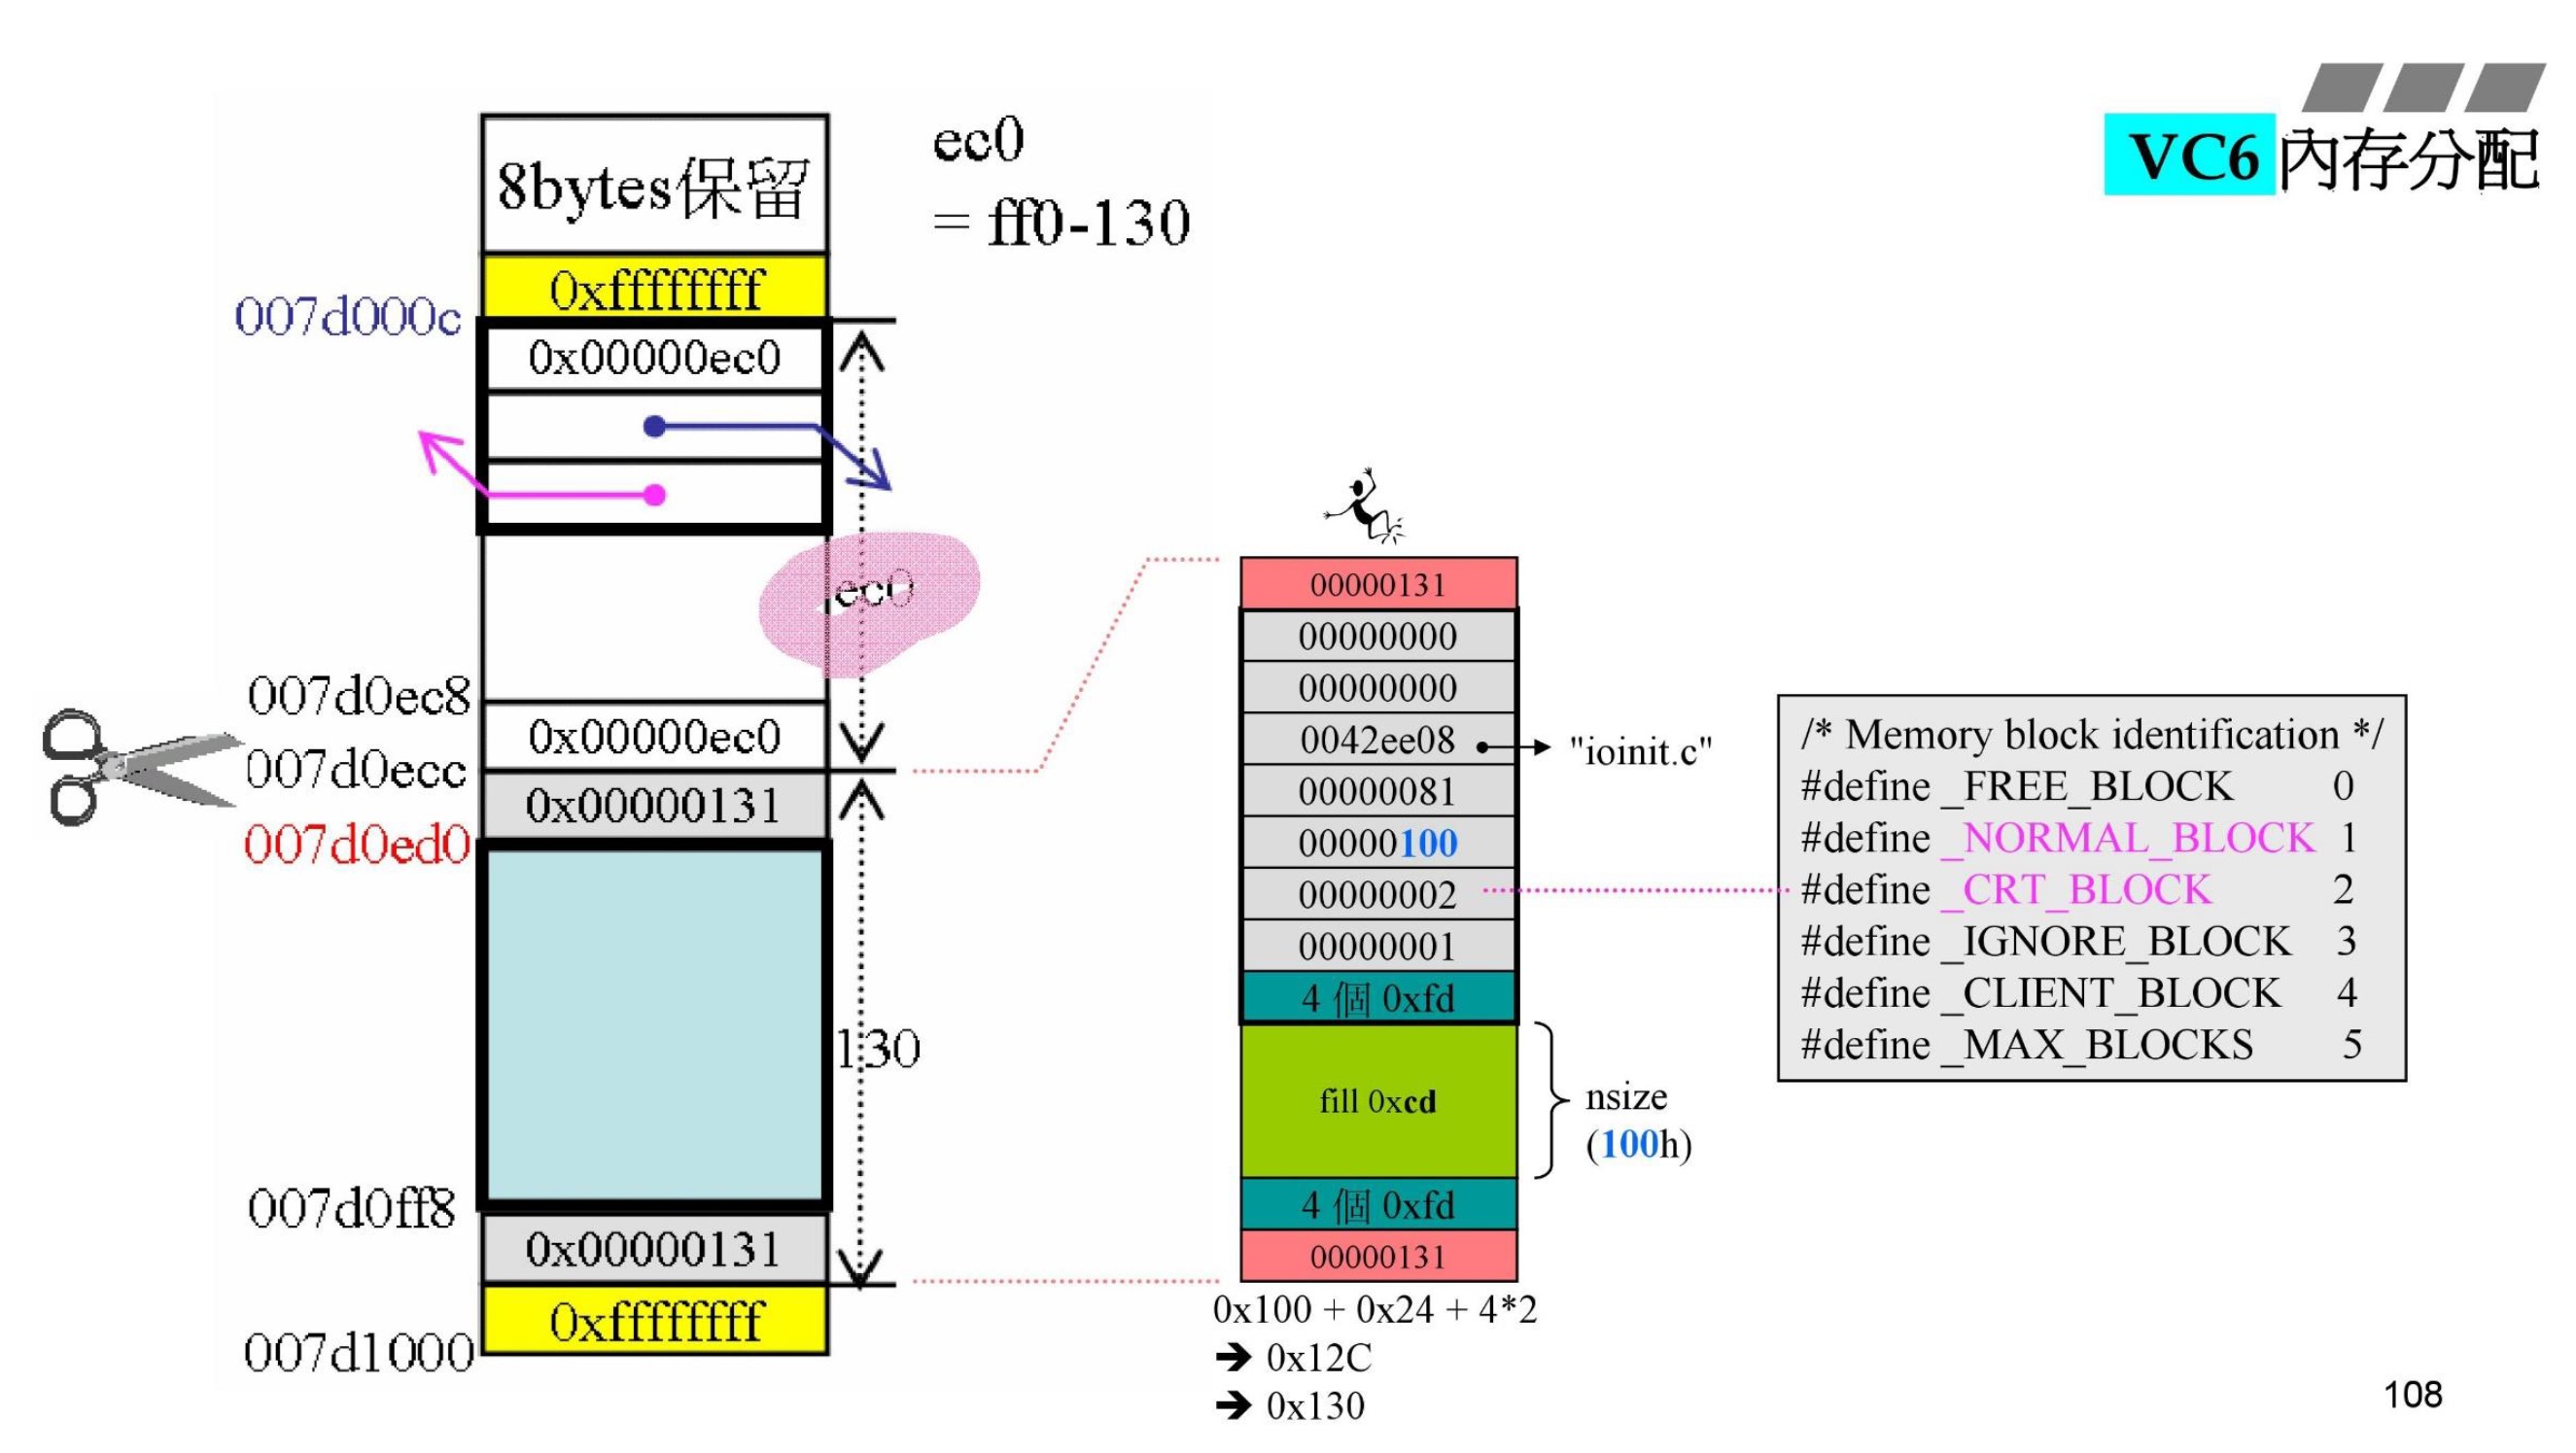 VC6 內存分配
ec0
= ff0-130
8bytes保留
0xffffffff
007d000c
0x00000ec0
ec0
007d0ec8
0x00000ec0
007d0ecc
0x00000131
007d0ed0
130
007d0ff8
0x00000131
0xffffffff
007d1000
00000131
00000000
00000000
0042ee08
"ioinit.c"
00000081
00000100
00000002
00000001
4 個 0xfd
fill 0xcd
nsize
(100h)
4 個 0xfd
00000131
0x100 + 0x24 + 4*2
➔ 0x12C
➔ 0x130
/* Memory block identification */
#define _FREE_BLOCK 0
#define _NORMAL_BLOCK 1
#define _CRT_BLOCK 2
#define _IGNORE_BLOCK 3
#define _CLIENT_BLOCK 4
#define _MAX_BLOCKS 5
108